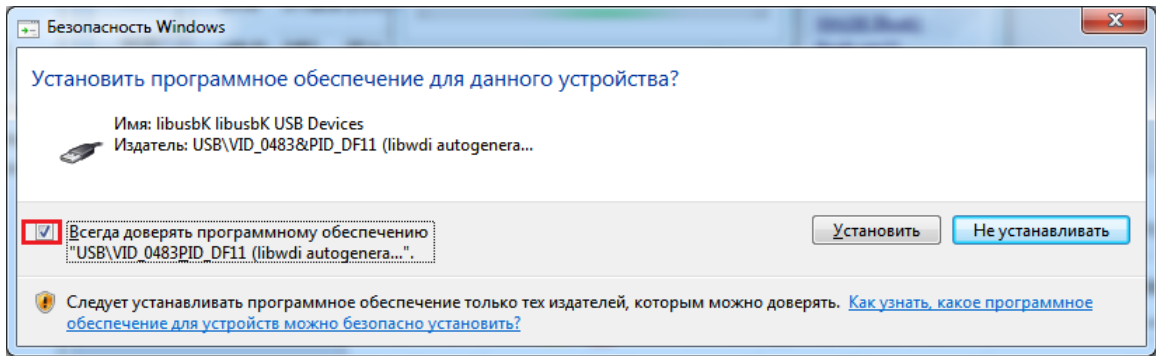 Безопасность Windows
Установить программное обеспечение для данного устройства?
Имя: libusbK libusbK USB Devices
Издатель: USB\VID_0483&PID_DF11 (libwdi autogenera...
Всегда доверять программному обеспечению
"USB\VID_0483PID_DF11 (libwdi autogenera...".
Установить
Не устанавливать
Следует устанавливать программное обеспечение только тех издателей, которым можно доверять. Как узнать, какое программное
обеспечение для устройств можно безопасно установить?